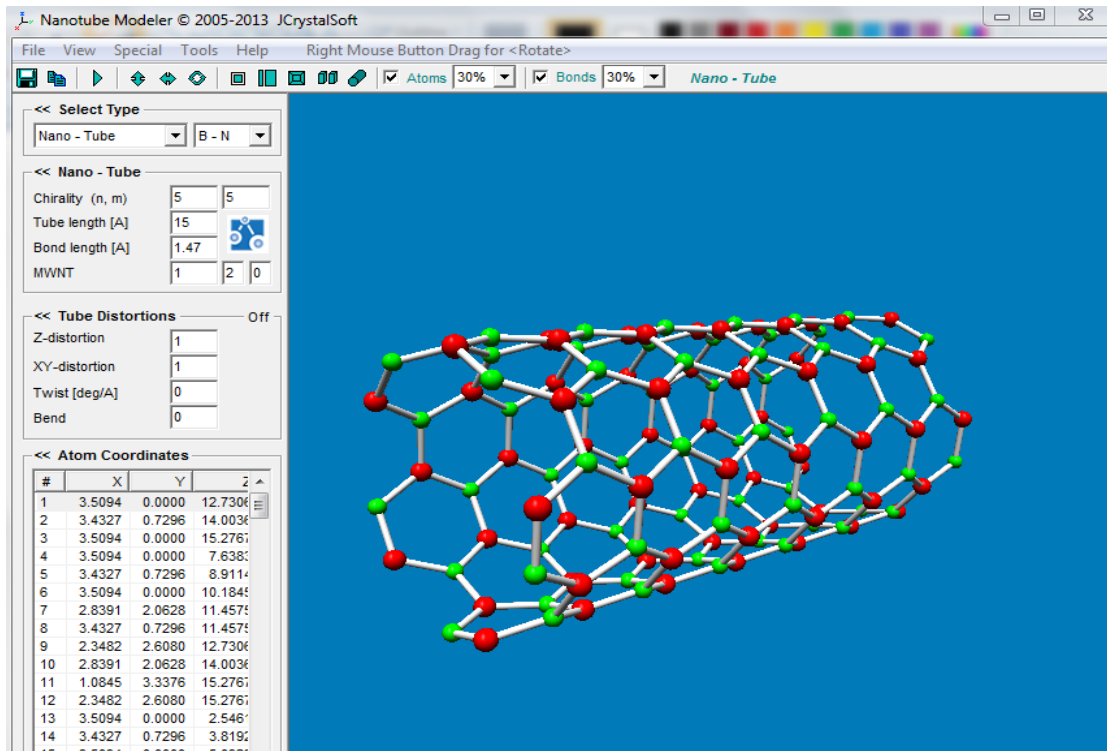 Nanotube Modeler © 2005-2013 JCrystalSoft
File View Special Tools Help Right Mouse Button Drag for <Rotate>
Atoms 30% Bonds 30% Nano - Tube
<< Select Type
Nano - Tube B - N
<< Nano - Tube
Chirality (n, m) 5 5
Tube length [A] 15
Bond length [A] 1.47
MWNT 1 2 0
<< Tube Distortions Off
Z-distortion 1
XY-distortion 1
Twist [deg/A] 0
Bend 0
<< Atom Coordinates
# X Y Z
1 3.5094 0.0000 12.7306
2 3.4327 0.7296 14.0036
3 3.5094 0.0000 15.2767
4 3.5094 0.0000 7.6383
5 3.4327 0.7296 8.9114
6 3.5094 0.0000 10.1845
7 2.8391 2.0628 11.4575
8 3.4327 0.7296 11.4575
9 2.3482 2.6080 12.7306
10 2.8391 2.0628 14.0036
11 1.0845 3.3376 15.2767
12 2.3482 2.6080 15.2767
13 3.5094 0.0000 2.5461
14 3.4327 0.7296 3.8192